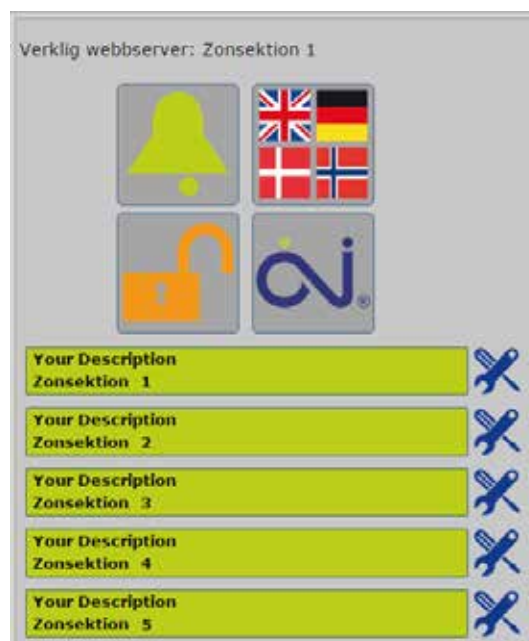 Verklig webbserver: Zonsektion 1
OJ®
Your Description
Zonsektion 1
Your Description
Zonsektion 2
Your Description
Zonsektion 3
Your Description
Zonsektion 4
Your Description
Zonsektion 5